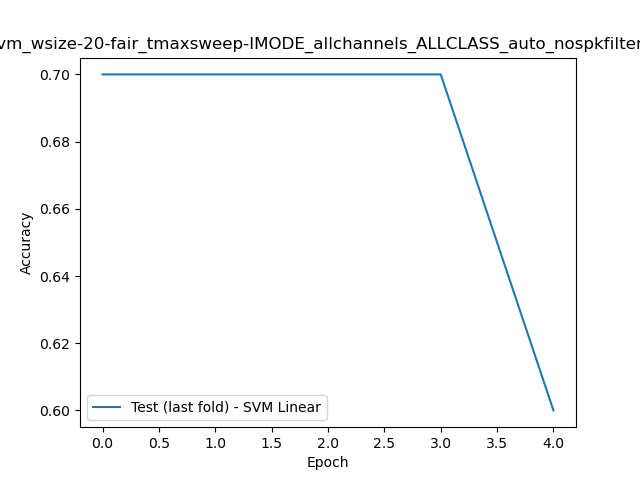 vm_wsize-20-fair_tmaxsweep-IMODE_allchannels_ALLCLASS_auto_nospkfilter
0.70
0.68
0.66
0.64
0.62
0.60
Accuracy
Test (last fold) - SVM Linear
0.0 0.5 1.0 1.5 2.0 2.5 3.0 3.5 4.0
Epoch